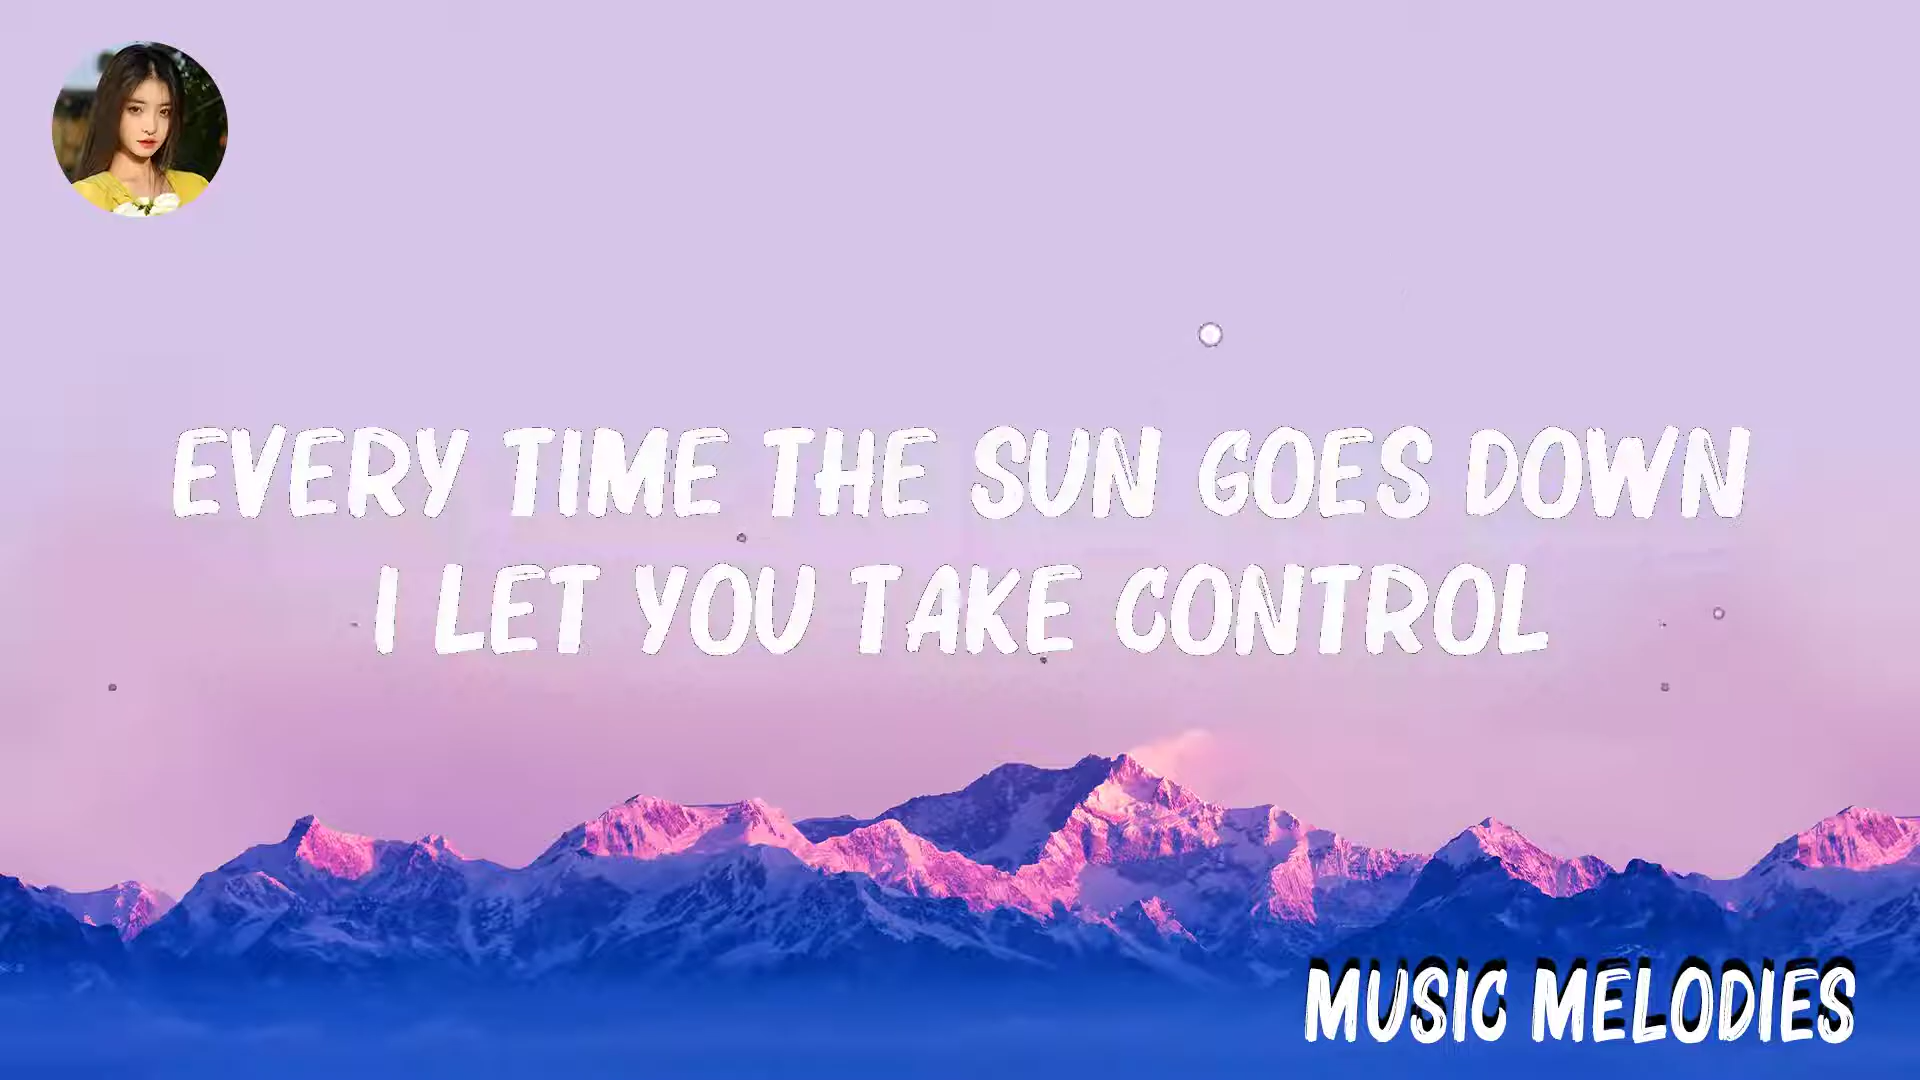 EVERY TIME THE SUN GOES DOWN
I LET YOU TAKE CONTROL
MUSIC MELODIES